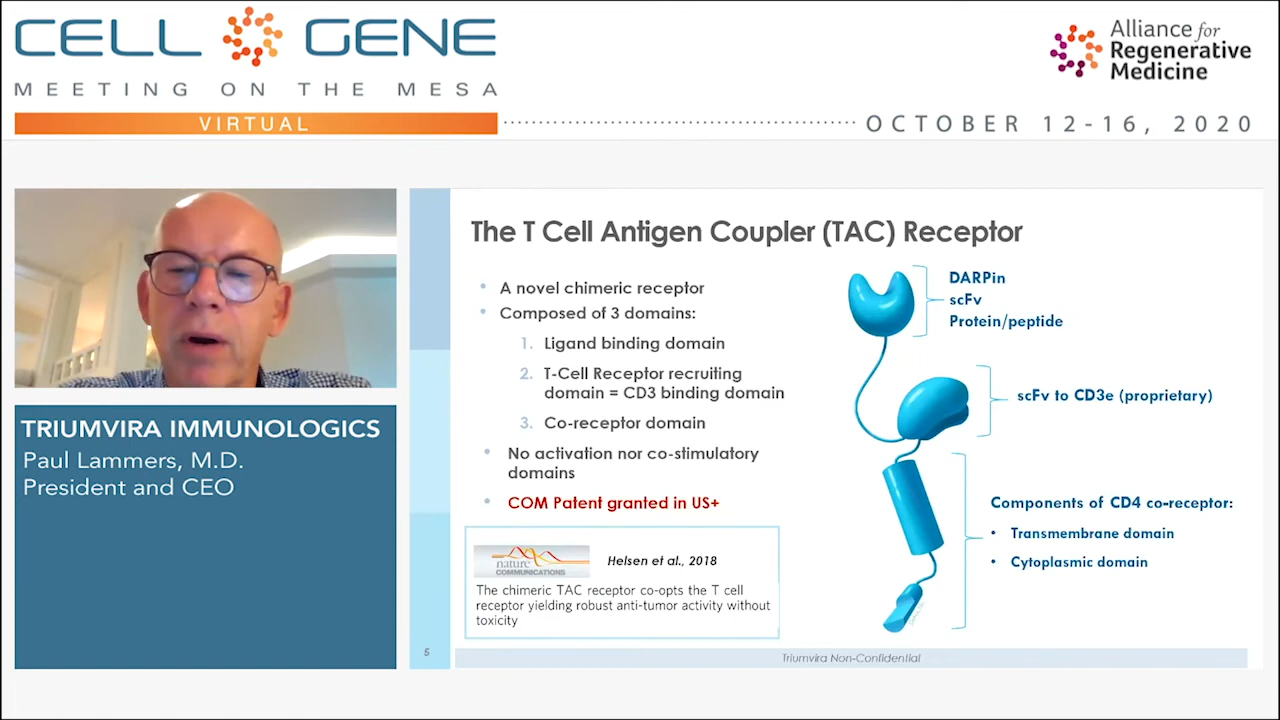 CELL GENE
MEETING ON THE MESA
VIRTUAL
Alliance for
Regenerative
Medicine
OCTOBER 12-16, 2020
TRIUMVIRA IMMUNOLOGICS
Paul Lammers, M.D.
President and CEO
The T Cell Antigen Coupler (TAC) Receptor
• A novel chimeric receptor
• Composed of 3 domains:
1. Ligand binding domain
2. T-Cell Receptor recruiting
domain = CD3 binding domain
3. Co-receptor domain
• No activation nor co-stimulatory
domains
• COM Patent granted in US+
nature
COMMUNICATIONS
Helsen et al., 2018
The chimeric TAC receptor co-opts the T cell
receptor yielding robust anti-tumor activity without
toxicity
DARPin
scFv
Protein/peptide
scFv to CD3e (proprietary)
Components of CD4 co-receptor:
• Transmembrane domain
• Cytoplasmic domain
5
Triumvira Non-Confidential